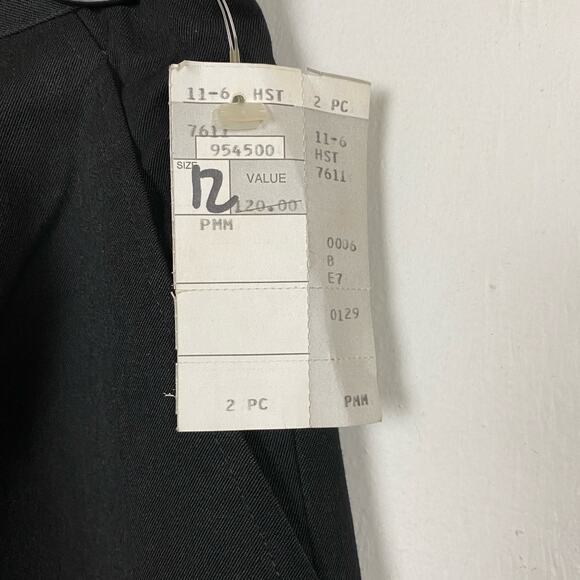 11-6 HST
7611
954500
SIZE
12
VALUE
120.00
PMM
2 PC
2 PC
11-6
HST
7611
0006
B
E7
0129
PMM